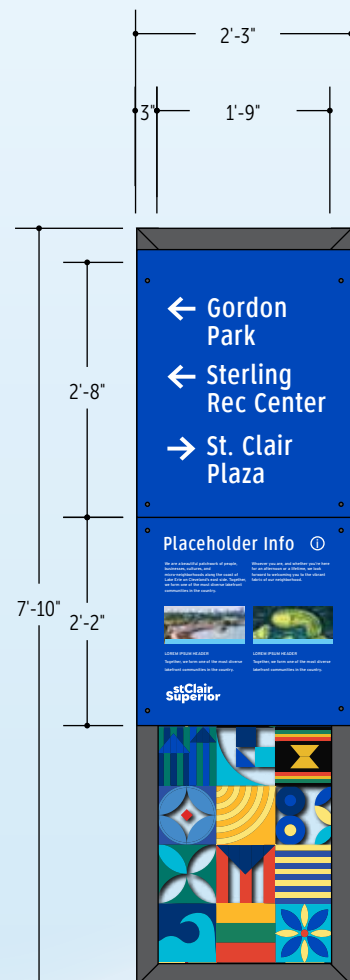 2'-3"
3"
1'-9"
2'-8"
7'-10"
2'-2"
← Gordon
Park
← Sterling
Rec Center
→ St. Clair
Plaza
Placeholder Info ⓘ
We are a beautiful patchwork of people,
businesses, cultures, and
micro-neighborhoods along the coast of
Lake Erie on Cleveland's east side. Together,
we form one of the most diverse lakefront
communities in the country.
Whoever you are, and whether you're here
for an afternoon or a lifetime, we look
forward to welcoming you to the vibrant
fabric of our neighborhood.
LOREM IPSUM HEADER
Together, we form one of the most diverse
lakefront communities in the country.
LOREM IPSUM HEADER
Together, we form one of the most diverse
lakefront communities in the country.
stClair
Superior